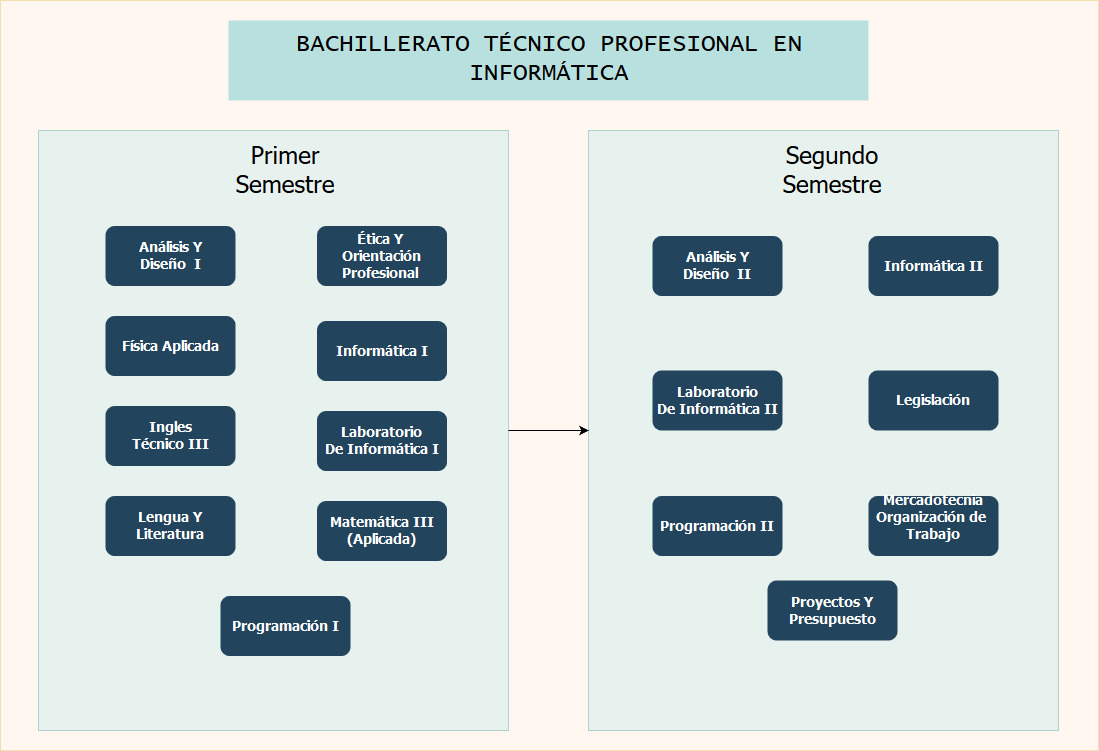 BACHILLERATO TÉCNICO PROFESIONAL EN
INFORMÁTICA
Primer
Semestre
Análisis Y
Diseño I
Ética Y
Orientación
Profesional
Física Aplicada
Informática I
Ingles
Técnico III
Laboratorio
De Informática I
Lengua Y
Literatura
Matemática III
(Aplicada)
Programación I
Segundo
Semestre
Análisis Y
Diseño II
Informática II
Laboratorio
De Informática II
Legislación
Programación II
Mercadotecnia
Organización de
Trabajo
Proyectos Y
Presupuesto